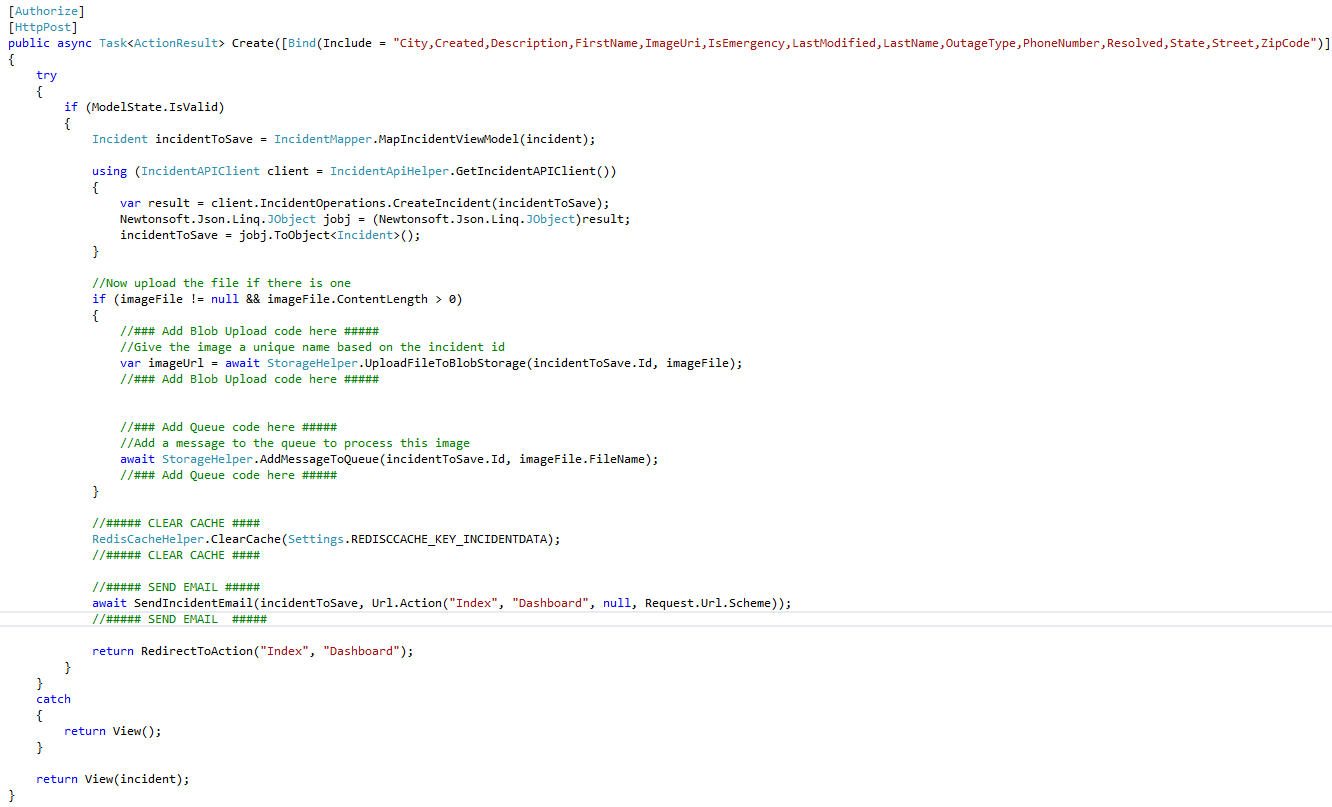 [Authorize]
[HttpPost]
public async Task<ActionResult> Create([Bind(Include = "City,Created,Description,FirstName,ImageUri,IsEmergency,LastModified,LastName,OutageType,PhoneNumber,Resolved,State,Street,ZipCode")]
{
    try
    {
        if (ModelState.IsValid)
        {
            Incident incidentToSave = IncidentMapper.MapIncidentViewModel(incident);

            using (IncidentAPIClient client = IncidentApiHelper.GetIncidentAPIClient())
            {
                var result = client.IncidentOperations.CreateIncident(incidentToSave);
                Newtonsoft.Json.Linq.JObject jobj = (Newtonsoft.Json.Linq.JObject)result;
                incidentToSave = jobj.ToObject<Incident>();
            }

            //Now upload the file if there is one
            if (imageFile != null && imageFile.ContentLength > 0)
            {
                //### Add Blob Upload code here #####
                //Give the image a unique name based on the incident id
                var imageUrl = await StorageHelper.UploadFileToBlobStorage(incidentToSave.Id, imageFile);
                //### Add Blob Upload code here #####


                //### Add Queue code here #####
                //Add a message to the queue to process this image
                await StorageHelper.AddMessageToQueue(incidentToSave.Id, imageFile.FileName);
                //### Add Queue code here #####
            }

            //##### CLEAR CACHE ####
            RedisCacheHelper.ClearCache(Settings.REDISCCACHE_KEY_INCIDENTDATA);
            //##### CLEAR CACHE ####

            //##### SEND EMAIL #####
            await SendIncidentEmail(incidentToSave, Url.Action("Index", "Dashboard", null, Request.Url.Scheme));
            //##### SEND EMAIL  #####

            return RedirectToAction("Index", "Dashboard");
        }
    }
    catch
    {
        return View();
    }

    return View(incident);
}